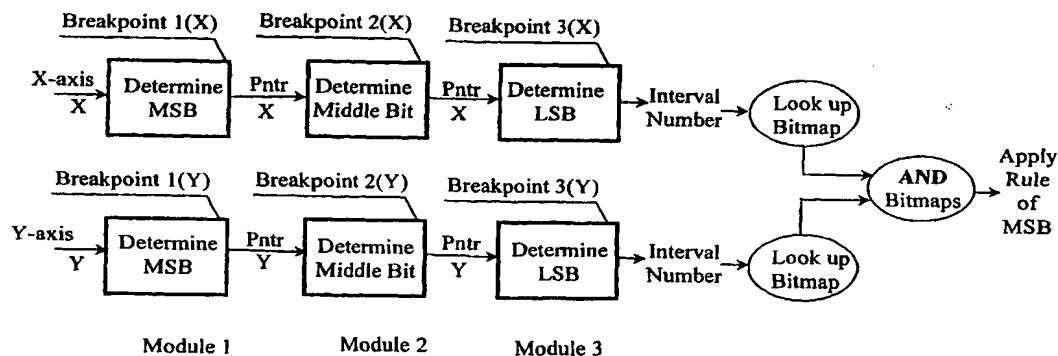 Breakpoint 1(X)
Breakpoint 2(X)
Breakpoint 3(X)
X-axis
X
Determine
MSB
Pntr
X
Determine
Middle Bit
Pntr
X
Determine
LSB
Interval
Number
Look up
Bitmap
Breakpoint 1(Y)
Breakpoint 2(Y)
Breakpoint 3(Y)
Y-axis
Y
Determine
MSB
Pntr
Y
Determine
Middle Bit
Pntr
Y
Determine
LSB
Interval
Number
Look up
Bitmap
AND
Bitmaps
Apply
Rule
of
MSB
Module 1
Module 2
Module 3